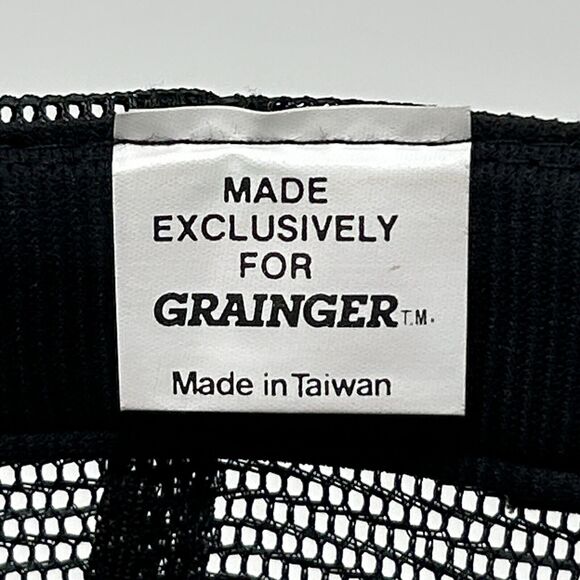 MADE
EXCLUSIVELY
FOR
GRAINGER T.M.
Made in Taiwan